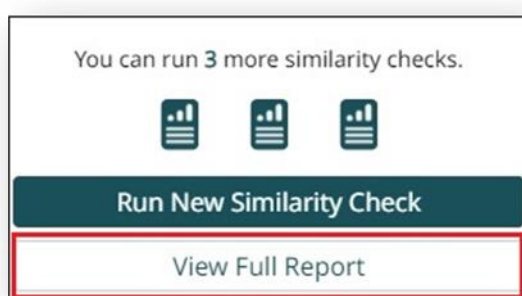 You can run 3 more similarity checks.
Run New Similarity Check
View Full Report